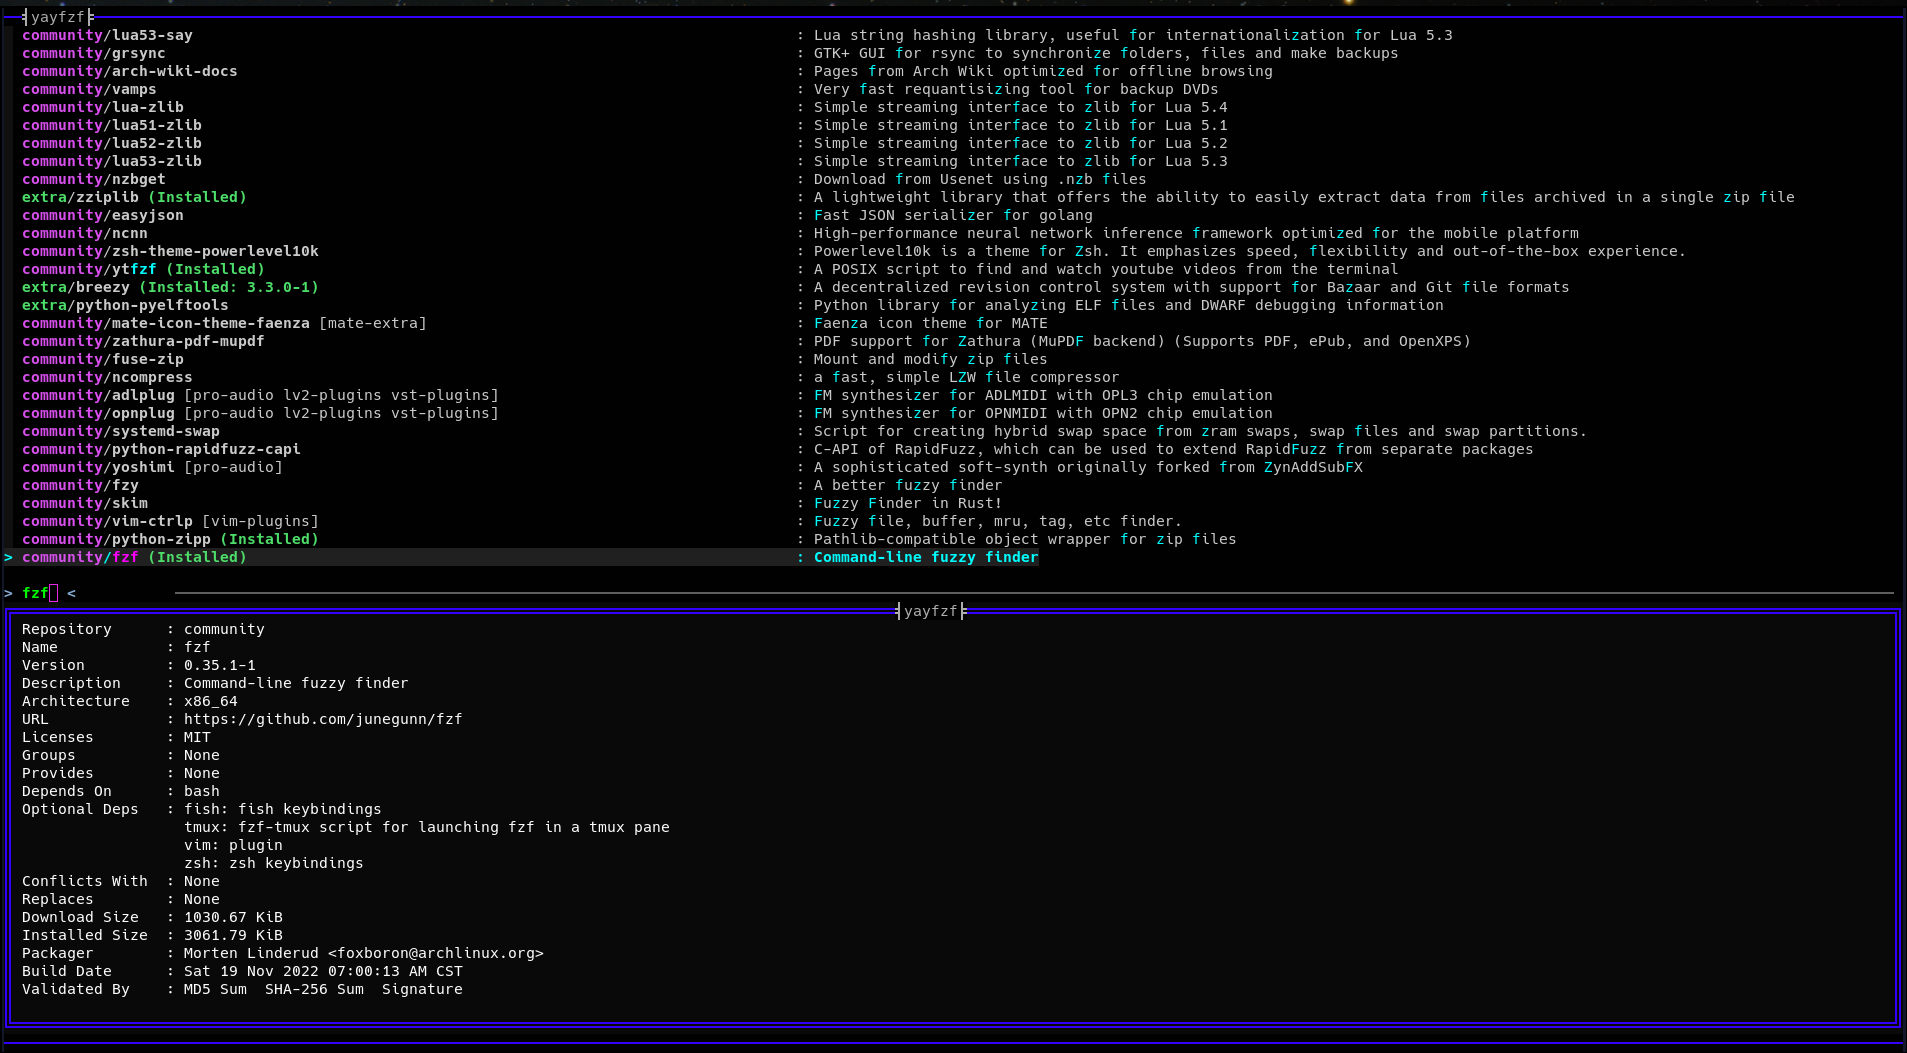 yayfzf
community/lua53-say : Lua string hashing library, useful for internationalization for Lua 5.3
community/grsync : GTK+ GUI for rsync to synchronize folders, files and make backups
community/arch-wiki-docs : Pages from Arch Wiki optimized for offline browsing
community/vamps : Very fast requantisizing tool for backup DVDs
community/lua-zlib : Simple streaming interface to zlib for Lua 5.4
community/lua51-zlib : Simple streaming interface to zlib for Lua 5.1
community/lua52-zlib : Simple streaming interface to zlib for Lua 5.2
community/lua53-zlib : Simple streaming interface to zlib for Lua 5.3
community/nzbget : Download from Usenet using .nzb files
extra/zziplib (Installed) : A lightweight library that offers the ability to easily extract data from files archived in a single zip file
community/easyjson : Fast JSON serializer for golang
community/ncnn : High-performance neural network inference framework optimized for the mobile platform
community/zsh-theme-powerlevel10k : Powerlevel10k is a theme for Zsh. It emphasizes speed, flexibility and out-of-the-box experience.
community/ytfzf (Installed) : A POSIX script to find and watch youtube videos from the terminal
extra/breezy (Installed: 3.3.0-1) : A decentralized revision control system with support for Bazaar and Git file formats
extra/python-pyelftools : Python library for analyzing ELF files and DWARF debugging information
community/mate-icon-theme-faenza [mate-extra] : Faenza icon theme for MATE
community/zathura-pdf-mupdf : PDF support for Zathura (MuPDF backend) (Supports PDF, ePub, and OpenXPS)
community/fuse-zip : Mount and modify zip files
community/ncompress : a fast, simple LZW file compressor
community/adlplug [pro-audio lv2-plugins vst-plugins] : FM synthesizer for ADLMIDI with OPL3 chip emulation
community/opnplug [pro-audio lv2-plugins vst-plugins] : FM synthesizer for OPNMIDI with OPN2 chip emulation
community/systemd-swap : Script for creating hybrid swap space from zram swaps, swap files and swap partitions.
community/python-rapidfuzz-capi : C-API of RapidFuzz, which can be used to extend RapidFuzz from separate packages
community/yoshimi [pro-audio] : A sophisticated soft-synth originally forked from ZynAddSubFX
community/fzy : A better fuzzy finder
community/skim : Fuzzy Finder in Rust!
community/vim-ctrlp [vim-plugins] : Fuzzy file, buffer, mru, tag, etc finder.
community/python-zipp (Installed) : Pathlib-compatible object wrapper for zip files
> community/fzf (Installed) : Command-line fuzzy finder
> fzf <
yayfzf
Repository : community
Name : fzf
Version : 0.35.1-1
Description : Command-line fuzzy finder
Architecture : x86_64
URL : https://github.com/junegunn/fzf
Licenses : MIT
Groups : None
Provides : None
Depends On : bash
Optional Deps : fish: fish keybindings
tmux: fzf-tmux script for launching fzf in a tmux pane
vim: plugin
zsh: zsh keybindings
Conflicts With : None
Replaces : None
Download Size : 1030.67 KiB
Installed Size : 3061.79 KiB
Packager : Morten Linderud <foxboron@archlinux.org>
Build Date : Sat 19 Nov 2022 07:00:13 AM CST
Validated By : MD5 Sum SHA-256 Sum Signature